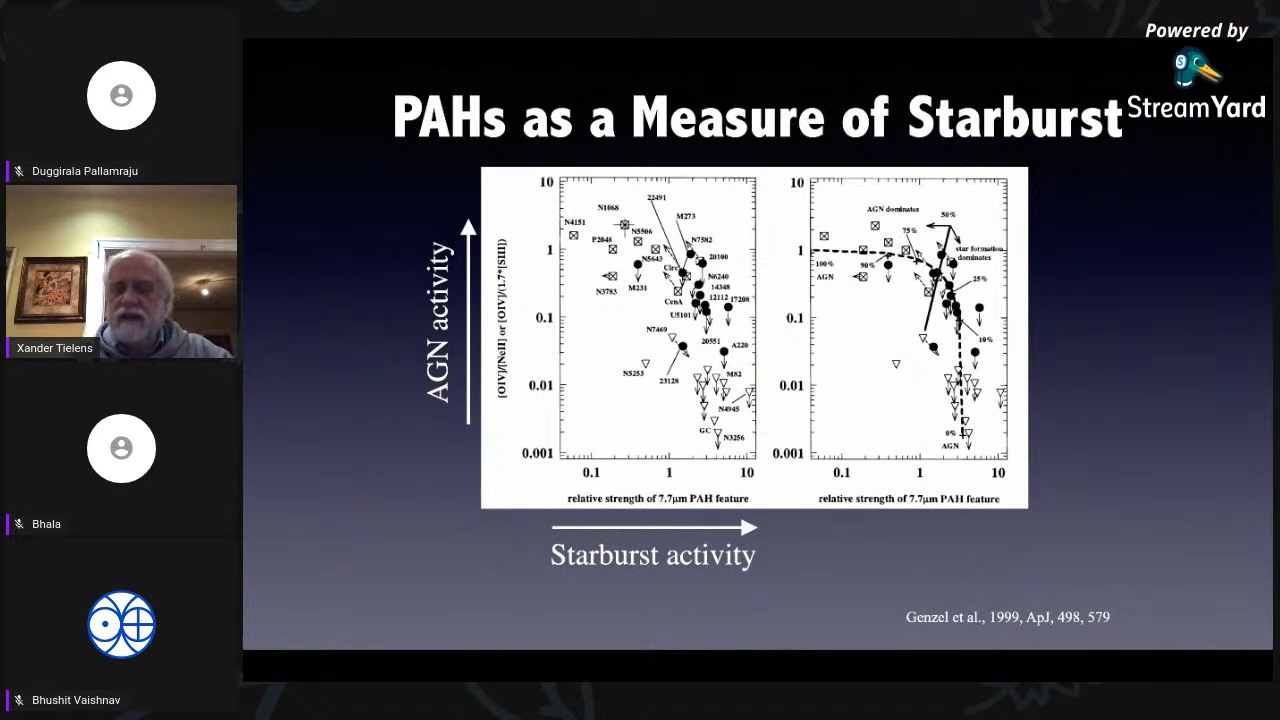 Powered by
StreamYard
Duggirala Pallamraju
Xander Tielens
Bhala
Bhushit Vaishnav
PAHs as a Measure of Starburst
AGN activity
[OIV]/[NeII] or [OIV]/(1.7*[SIII])
10
1
0.1
0.01
0.001
0.1
1
10
relative strength of 7.7μm PAH feature
N1068
22491
N4151
M273
P2048
N5506
N7582
N5643
Circ
20100
N3783
M231
N6240
CenA
14348
12112
17208
U5101
N7469
20551
A220
N5253
23128
M82
N4945
GC
N3256
10
1
0.1
0.01
0.001
0.1
1
10
relative strength of 7.7μm PAH feature
AGN dominates
50%
75%
star formation
dominates
100%
AGN
90%
25%
10%
0%
AGN
Starburst activity
Genzel et al., 1999, ApJ, 498, 579